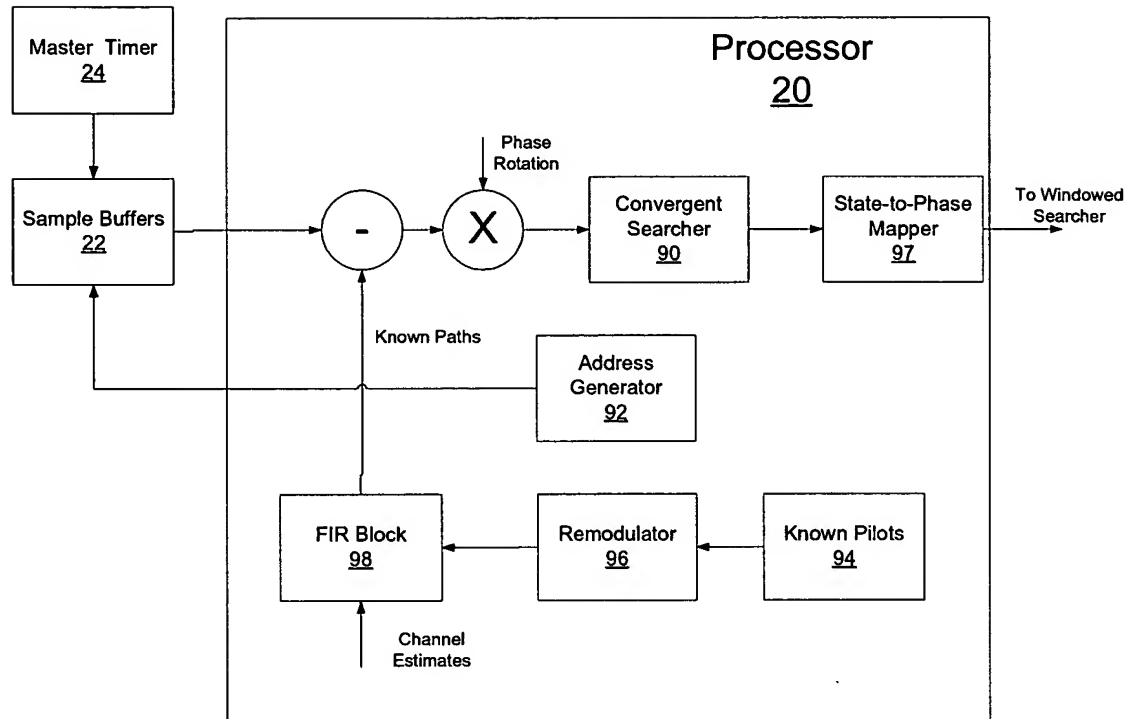 Master Timer
24
Processor
20
Phase
Rotation
Sample Buffers
22
-
X
Convergent
Searcher
90
State-to-Phase
Mapper
97
To Windowed
Searcher
Known Paths
Address
Generator
92
FIR Block
98
Remodulator
96
Known Pilots
94
Channel
Estimates